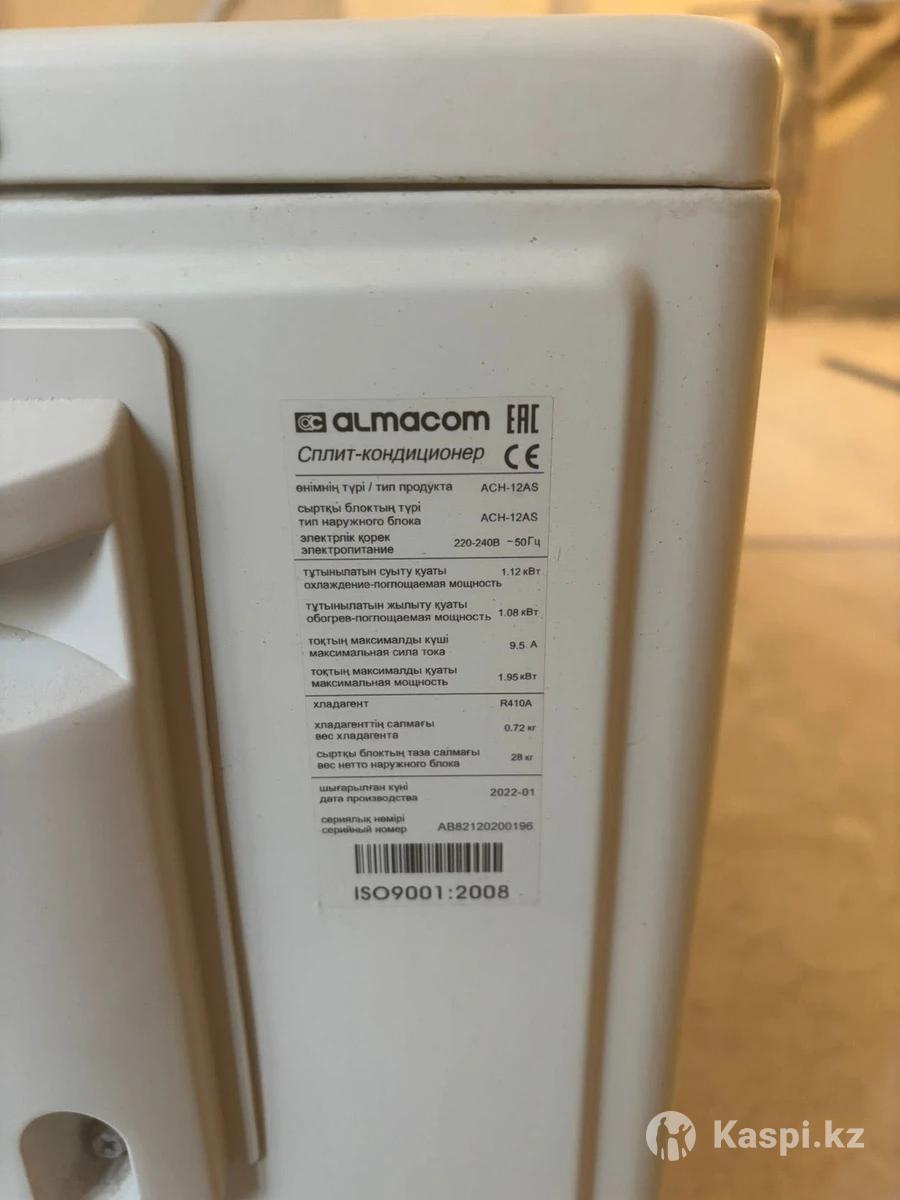 almacom EAC
Сплит-кондиционер CE
өнімнің түрі / тип продукта ACH-12AS
сыртқы блоктың түрі
тип наружного блока ACH-12AS
электрлік қорек
электропитание 220-240В ~50Гц
тұтынылатын суыту қуаты 1.12 кВт
охлаждение-поглощаемая мощность
тұтынылатын жылыту қуаты
обогрев-поглощаемая мощность 1.08 кВт
тоқтың максималды күші
максимальная сила тока 9.5 А
тоқтың максималды қуаты
максимальная мощность 1.95 кВт
хладагент R410A
хладагенттің салмағы
вес хладагента 0.72 кг
сыртқы блоктың таза салмағы
вес нетто наружного блока 28 кг
шығарылған күні
дата производства 2022-01
сериялық нөмірі
серийный номер AB82120200196
ISO9001:2008
Kaspi.kz